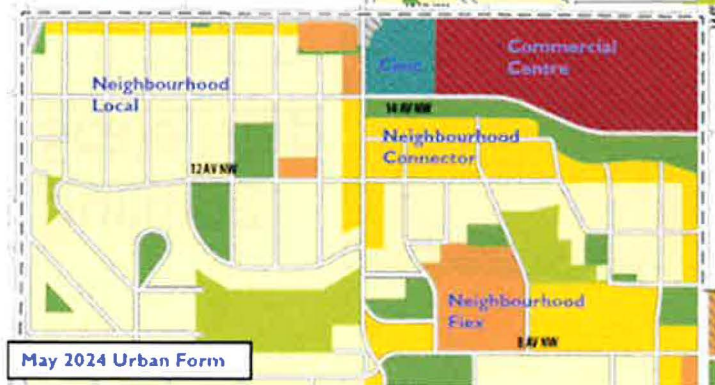 Commercial
Centre
Civic
Neighbourhood
Local
14 AV NW
Neighbourhood
Connector
12 AV NW
Neighbourhood
Flex
8 AV NW
May 2024 Urban Form